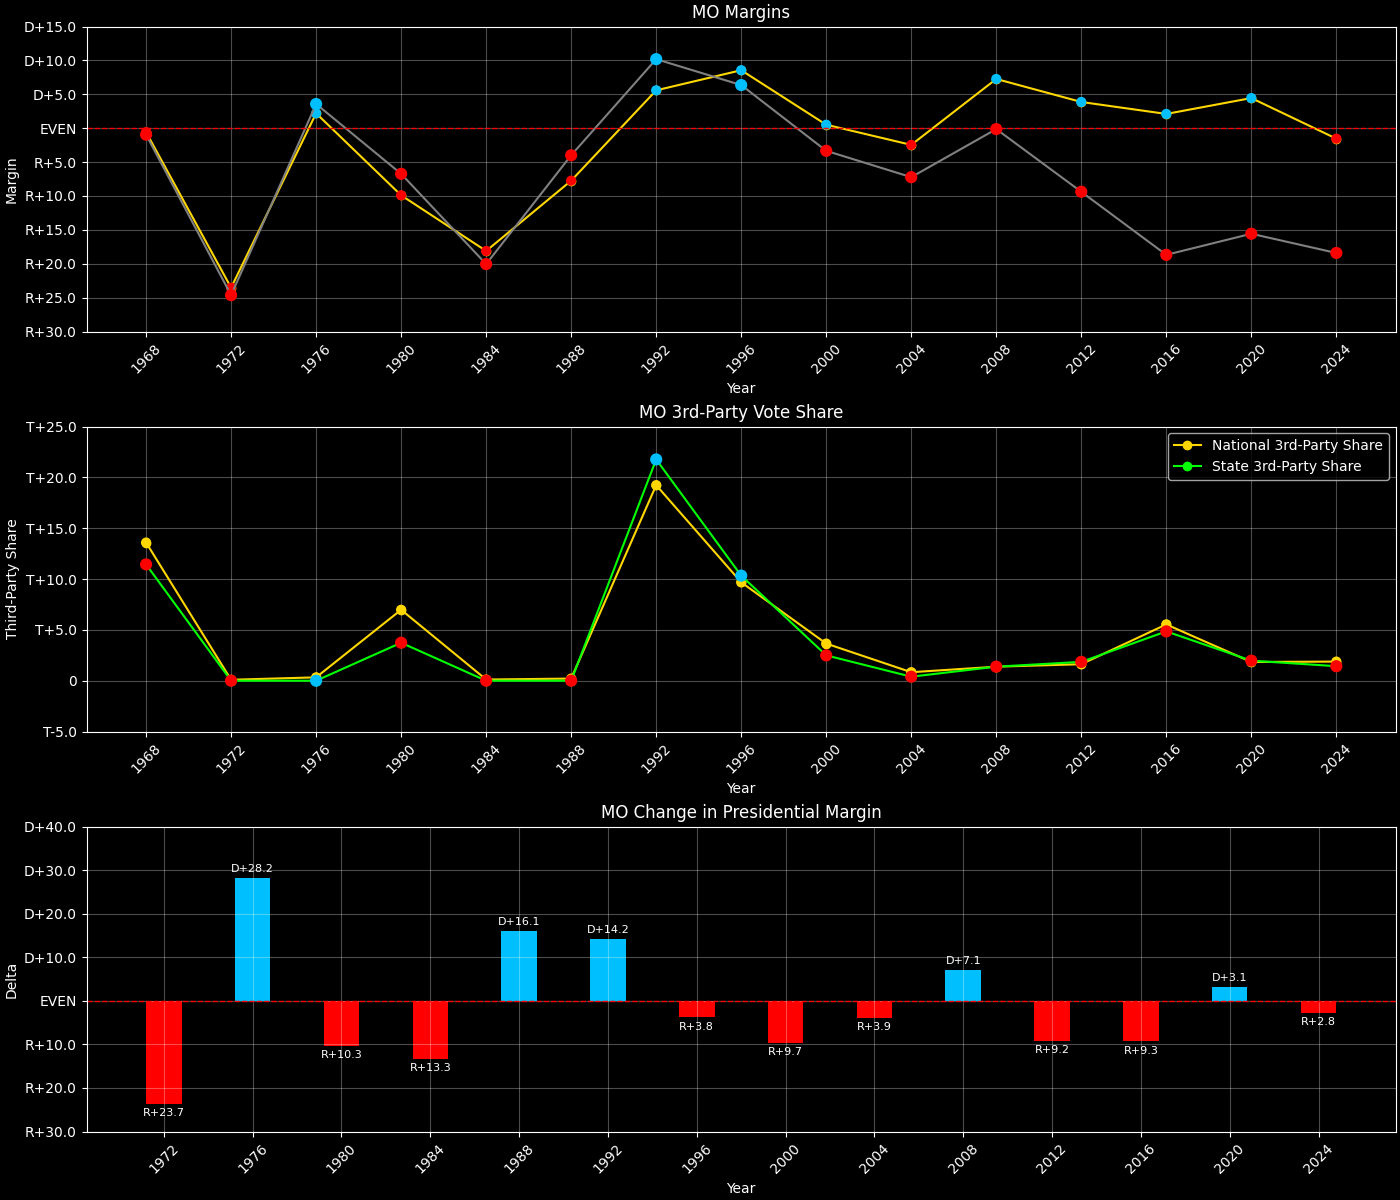 MO Margins
D+15.0
D+10.0
D+5.0
EVEN
R+5.0
R+10.0
R+15.0
R+20.0
R+25.0
R+30.0
Margin
1968
1972
1976
1980
1984
1988
1992
1996
2000
2004
2008
2012
2016
2020
2024
Year
MO 3rd-Party Vote Share
T+25.0
T+20.0
T+15.0
T+10.0
T+5.0
0
T-5.0
Third-Party Share
National 3rd-Party Share
State 3rd-Party Share
1968
1972
1976
1980
1984
1988
1992
1996
2000
2004
2008
2012
2016
2020
2024
Year
MO Change in Presidential Margin
D+40.0
D+30.0
D+20.0
D+10.0
EVEN
R+10.0
R+20.0
R+30.0
Delta
R+23.7
D+28.2
R+10.3
R+13.3
D+16.1
D+14.2
R+3.8
R+9.7
R+3.9
D+7.1
R+9.2
R+9.3
D+3.1
R+2.8
1972
1976
1980
1984
1988
1992
1996
2000
2004
2008
2012
2016
2020
2024
Year